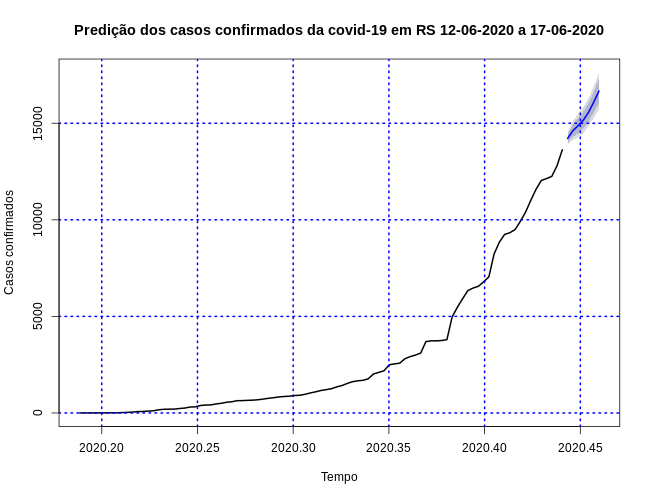 Predição dos casos confirmados da covid-19 em RS 12-06-2020 a 17-06-2020
Casos confirmados
15000
10000
5000
0
2020.20 2020.25 2020.30 2020.35 2020.40 2020.45
Tempo